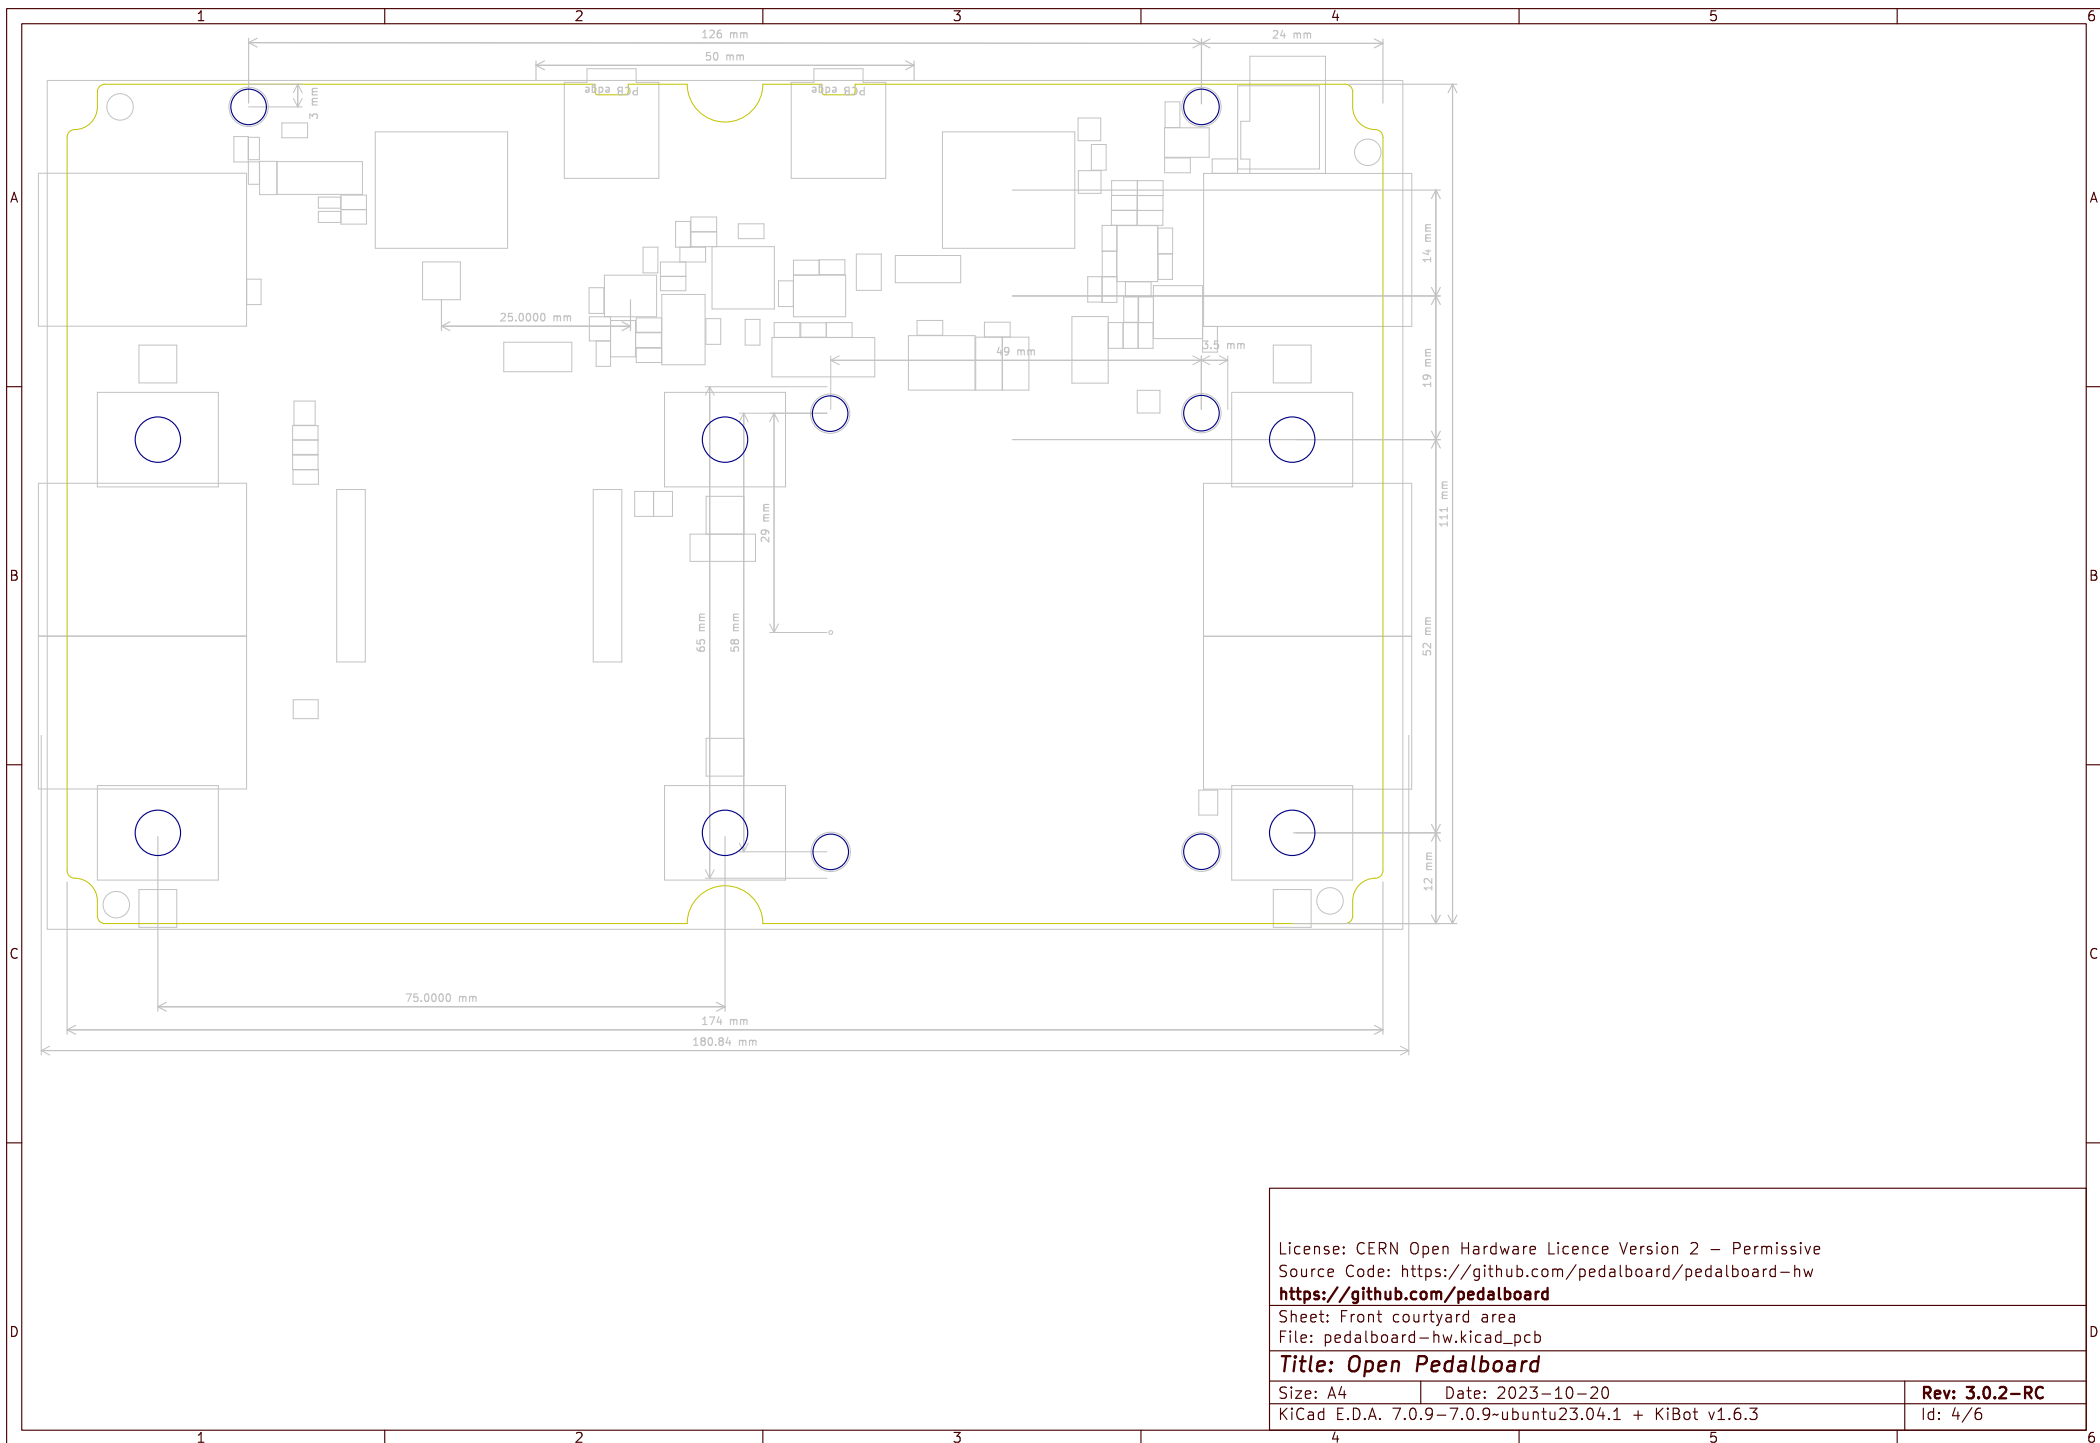 1 2 3 4 5 6
126 mm
24 mm
50 mm
3 mm
PCB edge
PCB edge
A
A
14 mm
25.0000 mm
3.5 mm
49 mm
19 mm
111 mm
29 mm
B
B
65 mm
58 mm
52 mm
12 mm
C
C
75.0000 mm
174 mm
180.84 mm
License: CERN Open Hardware Licence Version 2 - Permissive
Source Code: https://github.com/pedalboard/pedalboard-hw
https://github.com/pedalboard
Sheet: Front courtyard area
File: pedalboard-hw.kicad_pcb
D
D
Title: Open Pedalboard
Size: A4 Date: 2023-10-20 Rev: 3.0.2-RC
KiCad E.D.A. 7.0.9-7.0.9~ubuntu23.04.1 + KiBot v1.6.3 Id: 4/6
1 2 3 4 5 6